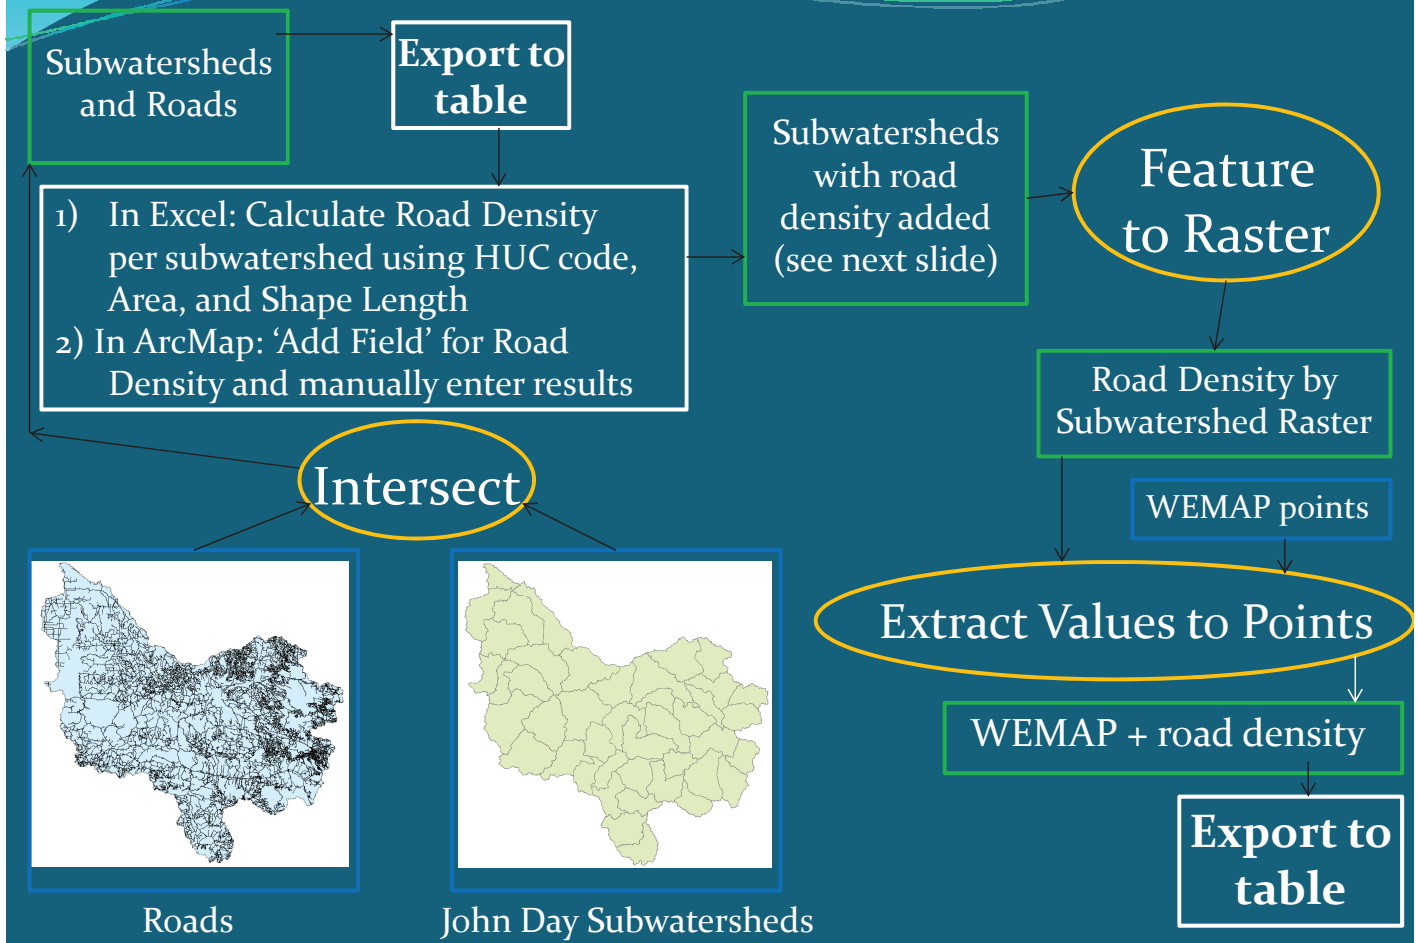 Subwatersheds
and Roads
Export to
table
1) In Excel: Calculate Road Density
per subwatershed using HUC code,
Area, and Shape Length
2) In ArcMap: ‘Add Field’ for Road
Density and manually enter results
Subwatersheds
with road
density added
(see next slide)
Feature
to Raster
Road Density by
Subwatershed Raster
WEMAP points
Intersect
Extract Values to Points
WEMAP + road density
Export to
table
Roads
John Day Subwatersheds